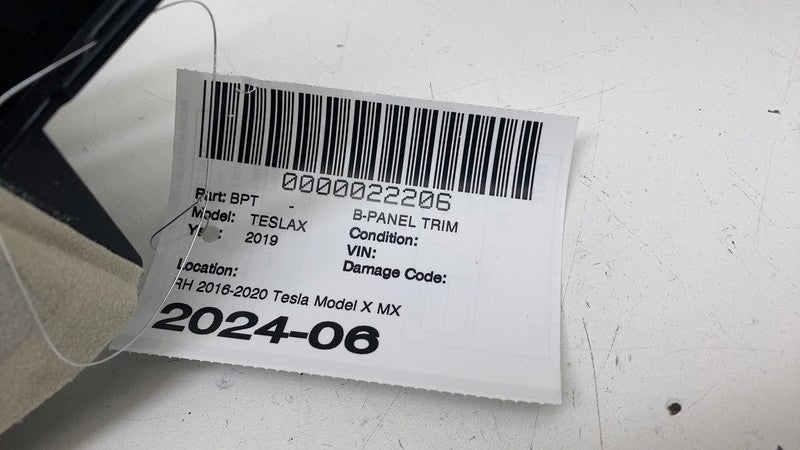 0000022206
Part: BPT - B-PANEL TRIM
Model: TESLAX Condition:
2019 VIN:
Damage Code:
Location:
RH 2016-2020 Tesla Model X MX
2024-06